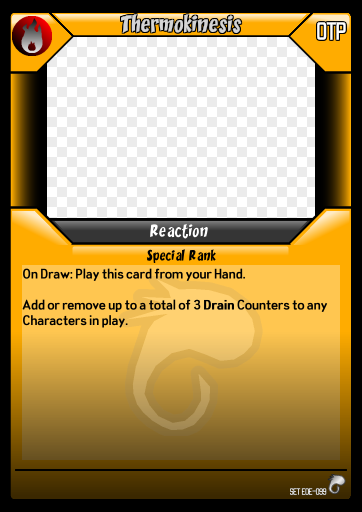 Thermokinesis
OTP
Reaction
Special Rank
On Draw: Play this card from your Hand.
Add or remove up to a total of 3 Drain Counters to any
Characters in play.
SET EOE-099